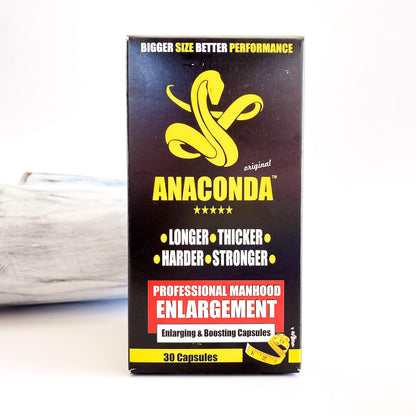 BIGGER SIZE BETTER PERFORMANCE
original
ANACONDA™
•LONGER•THICKER•
•HARDER•STRONGER•
PROFESSIONAL MANHOOD
ENLARGEMENT
Enlarging & Boosting Capsules
30 Capsules